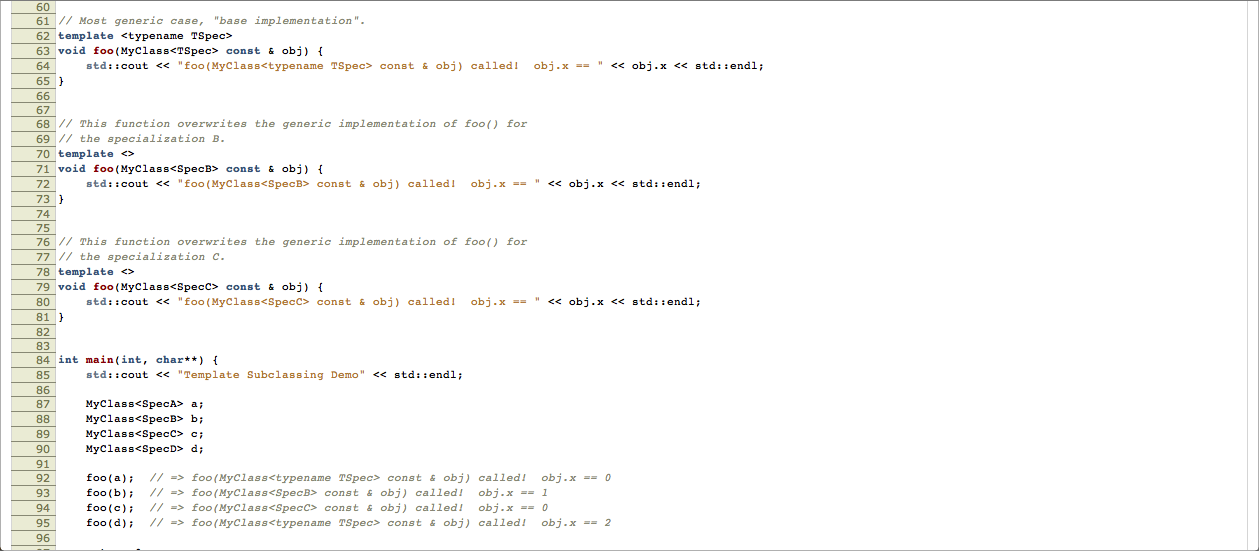 60
61 // Most generic case, "base implementation".
62 template <typename TSpec>
63 void foo(MyClass<TSpec> const & obj) {
64     std::cout << "foo(MyClass<typename TSpec> const & obj) called!  obj.x == " << obj.x << std::endl;
65 }
66
67
68 // This function overwrites the generic implementation of foo() for
69 // the specialization B.
70 template <>
71 void foo(MyClass<SpecB> const & obj) {
72     std::cout << "foo(MyClass<SpecB> const & obj) called!  obj.x == " << obj.x << std::endl;
73 }
74
75
76 // This function overwrites the generic implementation of foo() for
77 // the specialization C.
78 template <>
79 void foo(MyClass<SpecC> const & obj) {
80     std::cout << "foo(MyClass<SpecC> const & obj) called!  obj.x == " << obj.x << std::endl;
81 }
82
83
84 int main(int, char**) {
85     std::cout << "Template Subclassing Demo" << std::endl;
86
87     MyClass<SpecA> a;
88     MyClass<SpecB> b;
89     MyClass<SpecC> c;
90     MyClass<SpecD> d;
91
92     foo(a);  // => foo(MyClass<typename TSpec> const & obj) called!  obj.x == 0
93     foo(b);  // => foo(MyClass<SpecB> const & obj) called!  obj.x == 1
94     foo(c);  // => foo(MyClass<SpecC> const & obj) called!  obj.x == 0
95     foo(d);  // => foo(MyClass<typename TSpec> const & obj) called!  obj.x == 2
96